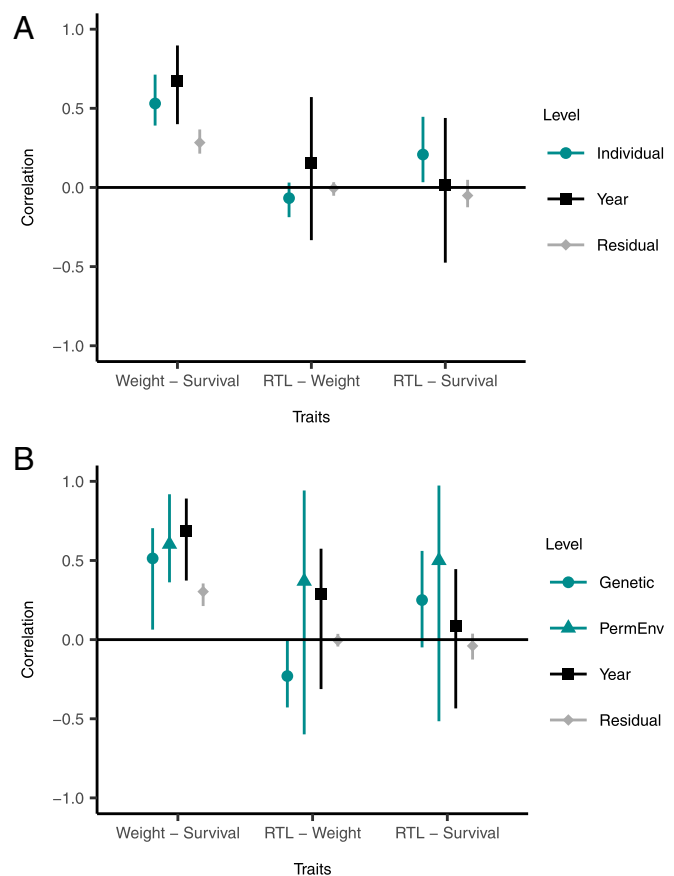 A
1.0
0.5
0.0
−0.5
−1.0
Correlation
Weight − Survival
RTL − Weight
RTL − Survival
Traits
Level
Individual
Year
Residual
B
1.0
0.5
0.0
−0.5
−1.0
Correlation
Weight − Survival
RTL − Weight
RTL − Survival
Traits
Level
Genetic
PermEnv
Year
Residual